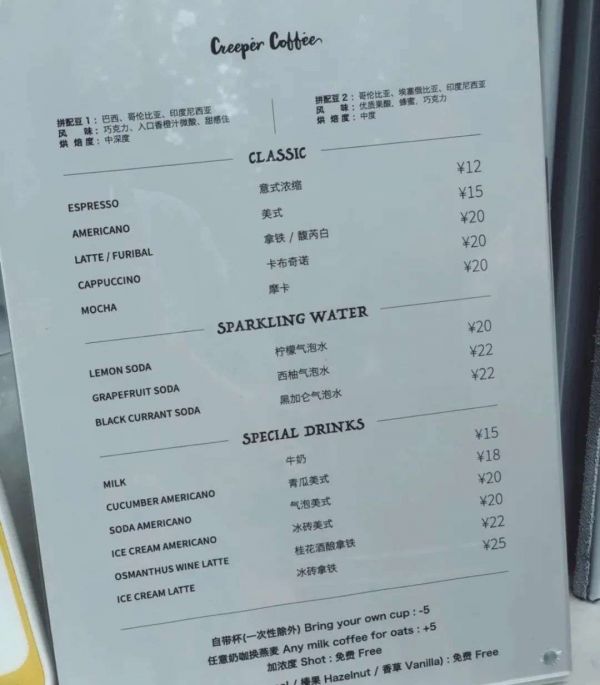 Creeper Coffee
拼配豆 1：巴西、哥伦比亚、印度尼西亚
风 味：巧克力、入口香橙汁微酸、甜感佳
烘 焙 度：中深度
拼配豆 2：哥伦比亚、埃塞俄比亚、印度尼西亚
风 味：优质果酸、蜂蜜、巧克力
烘 焙 度：中度
CLASSIC
ESPRESSO 意式浓缩 ¥12
AMERICANO 美式 ¥15
LATTE / FURIBAL 拿铁 / 馥芮白 ¥20
CAPPUCCINO 卡布奇诺 ¥20
MOCHA 摩卡 ¥20
SPARKLING WATER
LEMON SODA 柠檬气泡水 ¥20
GRAPEFRUIT SODA 西柚气泡水 ¥22
BLACK CURRANT SODA 黑加仑气泡水 ¥22
SPECIAL DRINKS
MILK 牛奶 ¥15
CUCUMBER AMERICANO 青瓜美式 ¥18
SODA AMERICANO 气泡美式 ¥20
ICE CREAM AMERICANO 冰砖美式 ¥20
OSMANTHUS WINE LATTE 桂花酒酿拿铁 ¥22
ICE CREAM LATTE 冰砖拿铁 ¥25
自带杯(一次性除外) Bring your own cup : -5
任意奶咖换燕麦 Any milk coffee for oats : +5
加浓度 Shot : 免费 Free
/ 榛果 Hazelnut / 香草 Vanilla) : 免费 Free